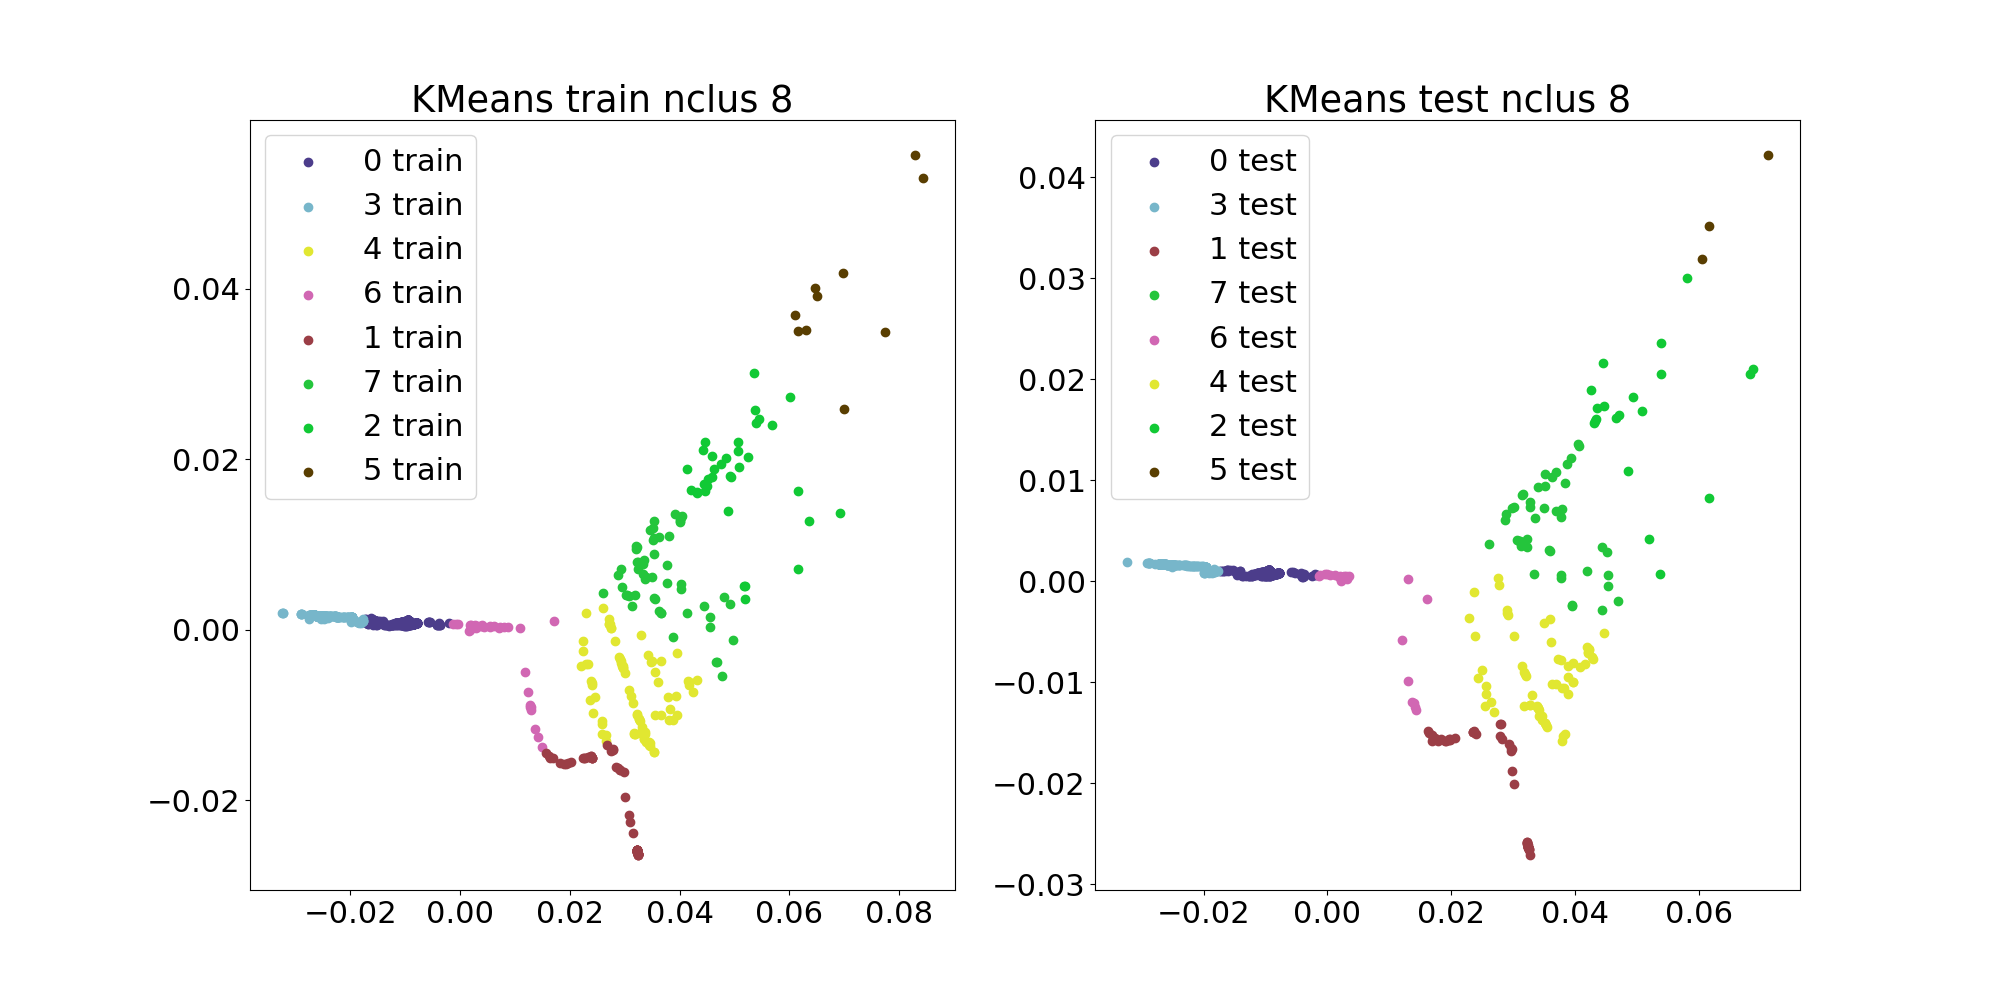 KMeans train nclus 8
0 train
3 train
4 train
6 train
1 train
7 train
2 train
5 train
0.04
0.02
0.00
−0.02
−0.02 0.00 0.02 0.04 0.06 0.08
KMeans test nclus 8
0 test
3 test
1 test
7 test
6 test
4 test
2 test
5 test
0.04
0.03
0.02
0.01
0.00
−0.01
−0.02
−0.03
−0.02 0.00 0.02 0.04 0.06